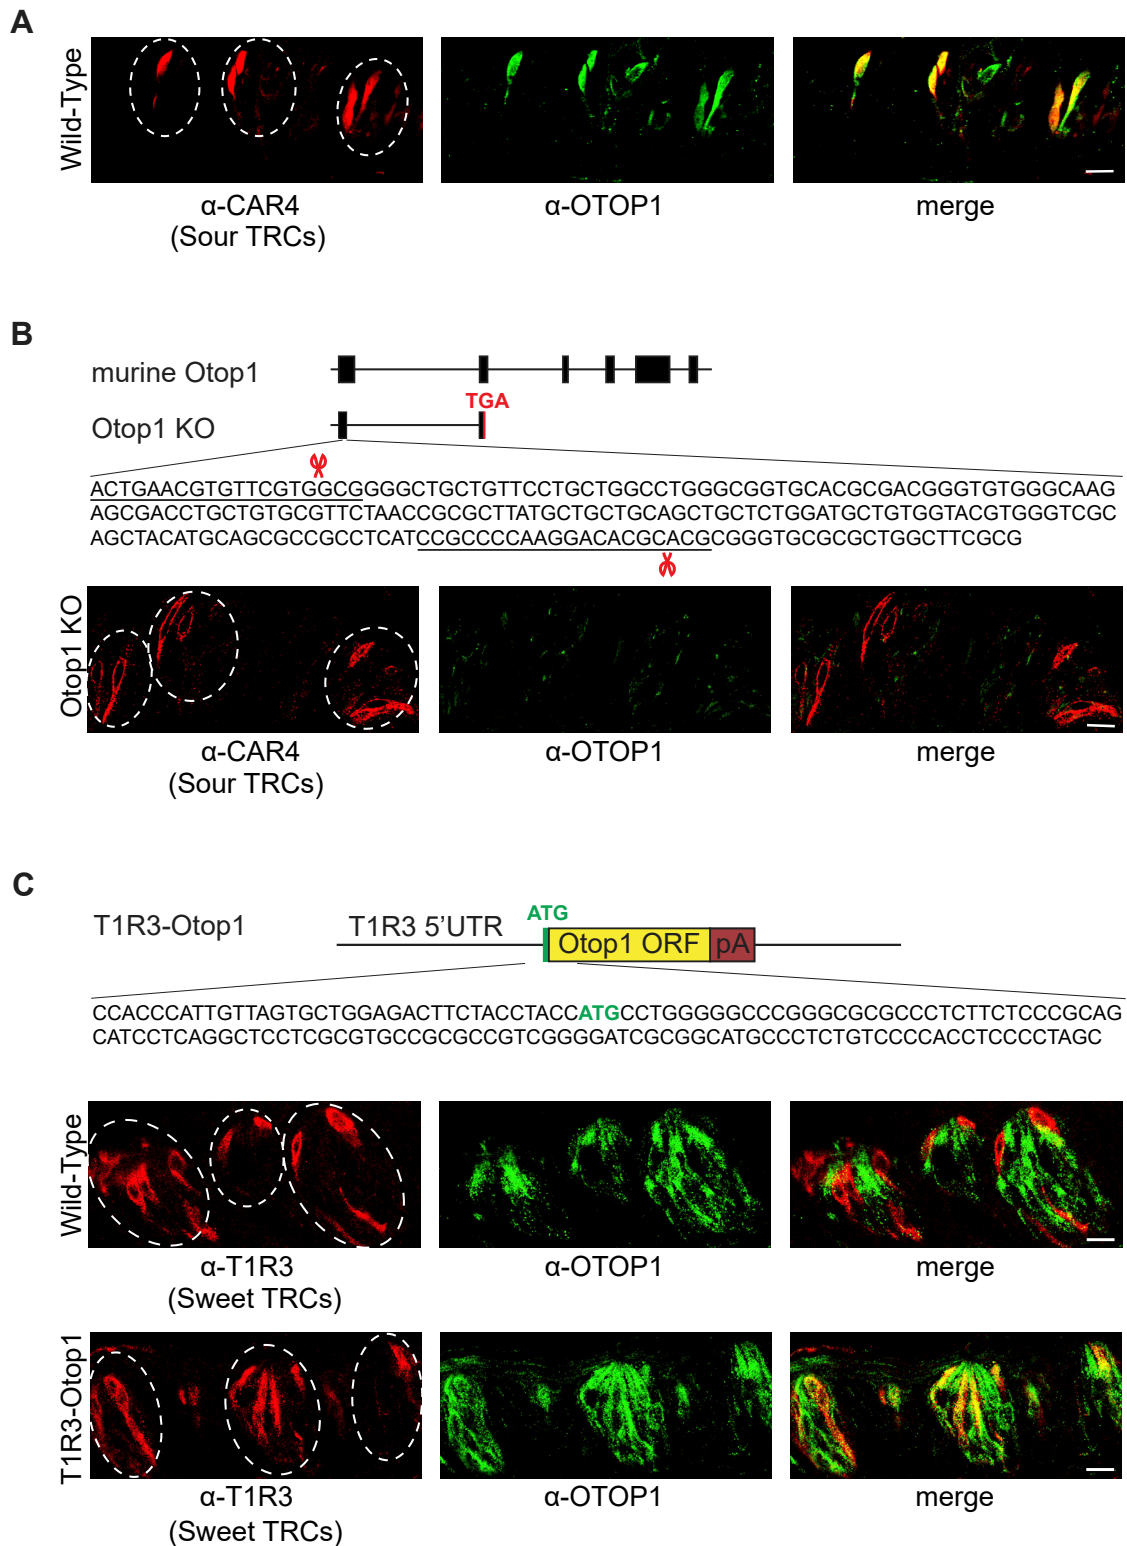 A
Wild-Type
α-CAR4
(Sour TRCs)
α-OTOP1
merge
B
murine Otop1
Otop1 KO
TGA
ACTGAACGTGTTCGTGGCGGGGCTGCTGTTCCTGCTGGCCTGGGCGGTGCACGCGACGGGTGTGGGCAAG
AGCGACCTGCTGTGCGTTCTAACCGCGCTTATGCTGCTGCAGCTGCTCTGGATGCTGTGGTACGTGGGTCGC
AGCTACATGCAGCGCCGCCTCATCCGCCCCAAGGACACGCACGCGGGTGCGCGCTGGCTTCGCG
Otop1 KO
α-CAR4
(Sour TRCs)
α-OTOP1
merge
C
T1R3-Otop1
T1R3 5'UTR
ATG
Otop1 ORF
pA
CCACCCATTGTTAGTGCTGGAGACTTCTACCTACCATGCCTGGGGGCCCGGGCGCGCCCTCTTCTCCCGCAG
CATCCTCAGGCTCCTCGCGTGCCGCGCCGTCGGGGATCGCGGCATGCCCTCTGTCCCCACCTCCCCTAGC
Wild-Type
α-T1R3
(Sweet TRCs)
α-OTOP1
merge
T1R3-Otop1
α-T1R3
(Sweet TRCs)
α-OTOP1
merge